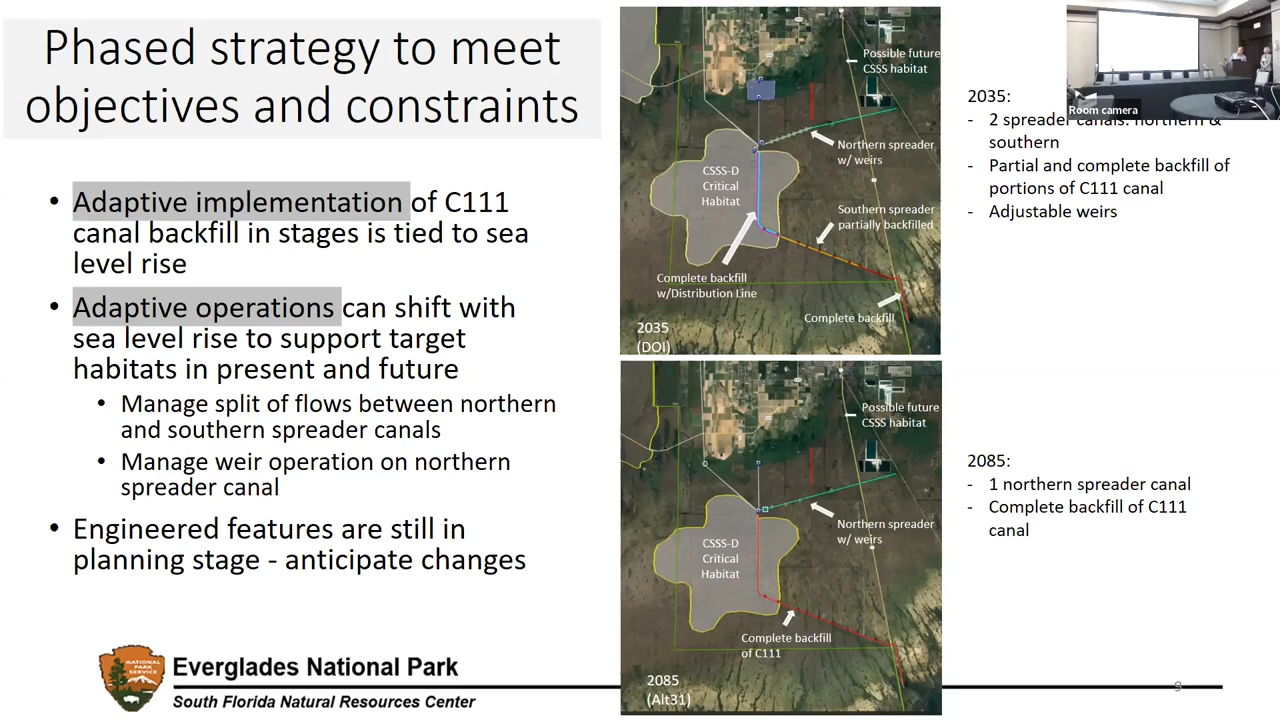 Phased strategy to meet
objectives and constraints
• Adaptive implementation of C111
canal backfill in stages is tied to sea
level rise
• Adaptive operations can shift with
sea level rise to support target
habitats in present and future
• Manage split of flows between northern
and southern spreader canals
• Manage weir operation on northern
spreader canal
• Engineered features are still in
planning stage - anticipate changes
NATIONAL
PARK
SERVICE
Everglades National Park
South Florida Natural Resources Center
Possible future
CSSS habitat
Northern spreader
w/ weirs
CSSS-D
Critical
Habitat
Southern spreader
partially backfilled
Complete backfill
w/Distribution Line
Complete backfill
2035
(DOI)
Possible future
CSSS habitat
Northern spreader
w/ weirs
CSSS-D
Critical
Habitat
Complete backfill
of C111
2085
(Alt31)
Room camera
2035:
- 2 spreader canals: northern &
southern
- Partial and complete backfill of
portions of C111 canal
- Adjustable weirs
2085:
- 1 northern spreader canal
- Complete backfill of C111
canal